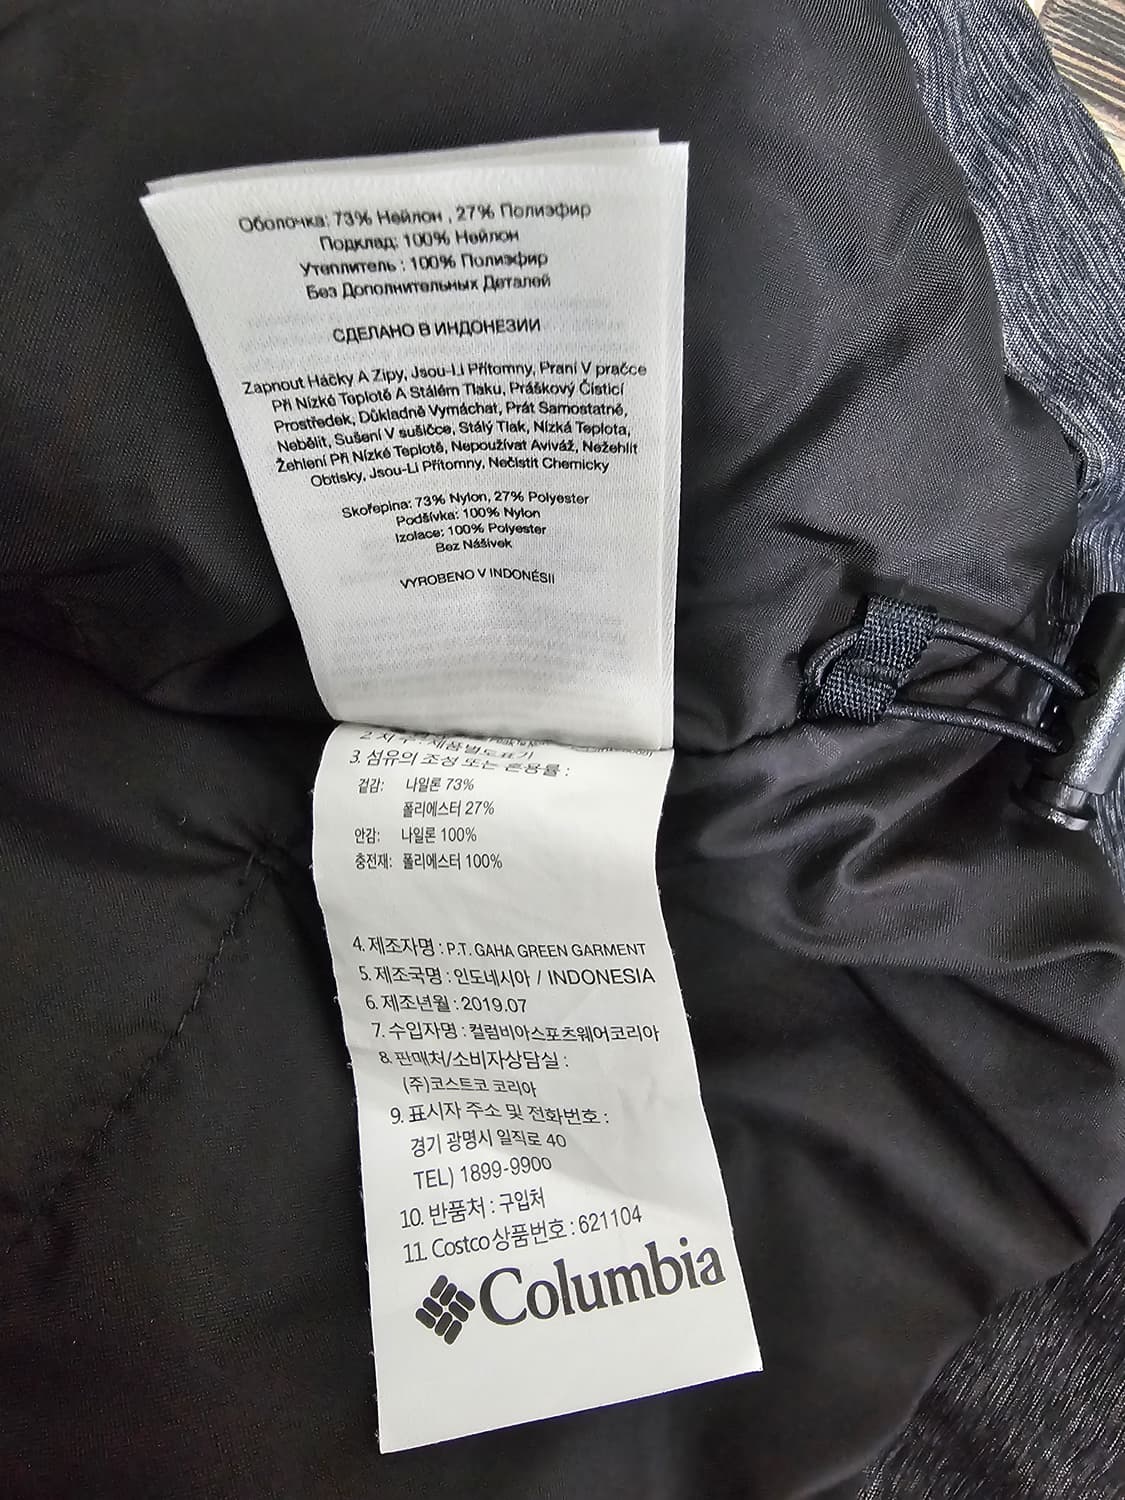 Оболочка: 73% Нейлон , 27% Полиэфир
Подклад: 100% Нейлон
Утеплитель : 100% Полиэфир
Без Дополнительных Деталей
СДЕЛАНО В ИНДОНЕЗИИ
Zapnout Háčky A Zipy, Jsou-Li Přítomny, Praní V pračce
Při Nízké Teplotě A Stálém Tlaku, Práškový Čisticí
Prostředek, Důkladně Vymáchat, Prát Samostatně,
Nebělit, Sušení V sušičce, Stálý Tlak, Nízká Teplota,
Žehlení Při Nízké Teplotě, Nepoužívat Aviváž, Nežehlit
Obtisky, Jsou-Li Přítomny, Nečistit Chemicky
Skořepina: 73% Nylon, 27% Polyester
Podšívka: 100% Nylon
Izolace: 100% Polyester
Bez Nášivek
VYROBENO V INDONÉSII
2. 치수 : 제품별도표기
3. 섬유의 조성 또는 혼용률 :
겉감: 나일론 73%
폴리에스터 27%
안감: 나일론 100%
충전재: 폴리에스터 100%
4. 제조자명 : P.T. GAHA GREEN GARMENT
5. 제조국명 : 인도네시아 / INDONESIA
6. 제조년월 : 2019.07
7. 수입자명 : 컬럼비아스포츠웨어코리아
8. 판매처/소비자상담실 :
(주)코스트코 코리아
9. 표시자 주소 및 전화번호 :
경기 광명시 일직로 40
TEL) 1899-9900
10. 반품처 : 구입처
11. Costco 상품번호 : 621104
Columbia